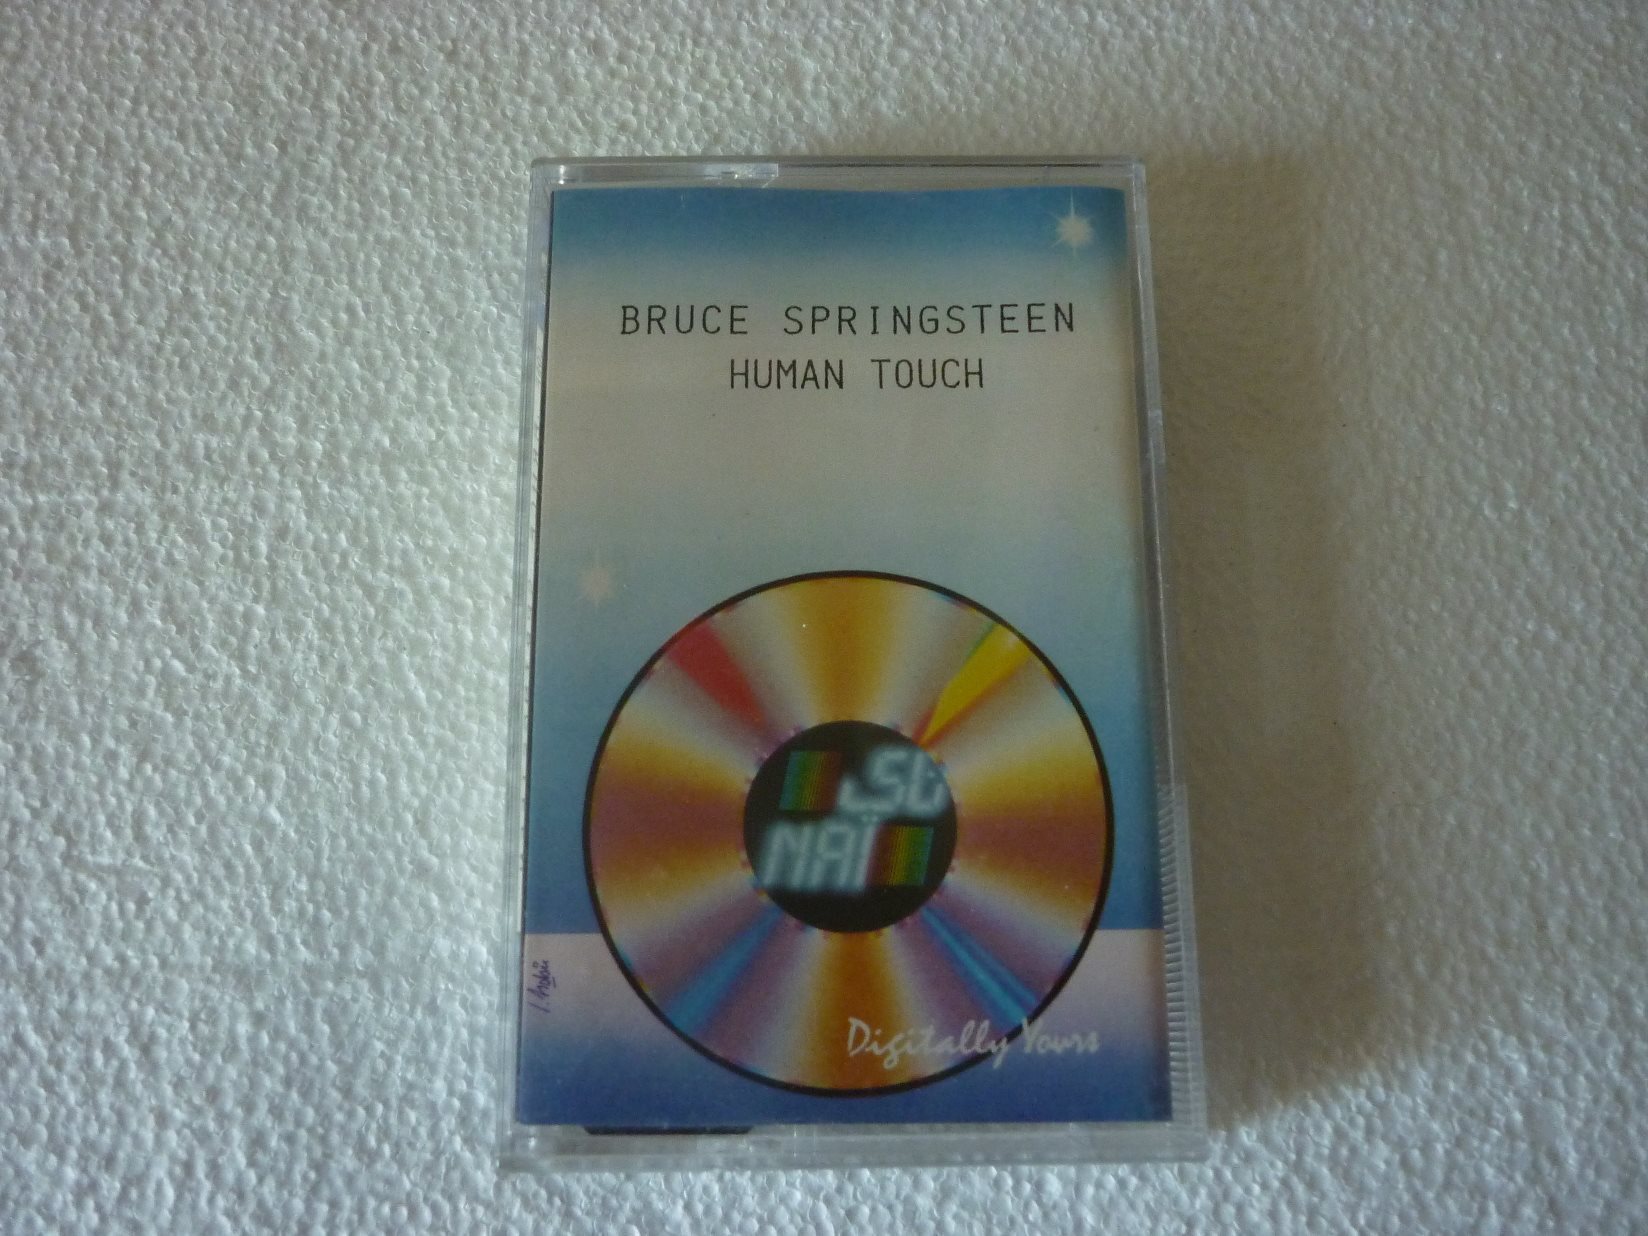 BRUCE SPRINGSTEEN
HUMAN TOUCH
Digitally Yours